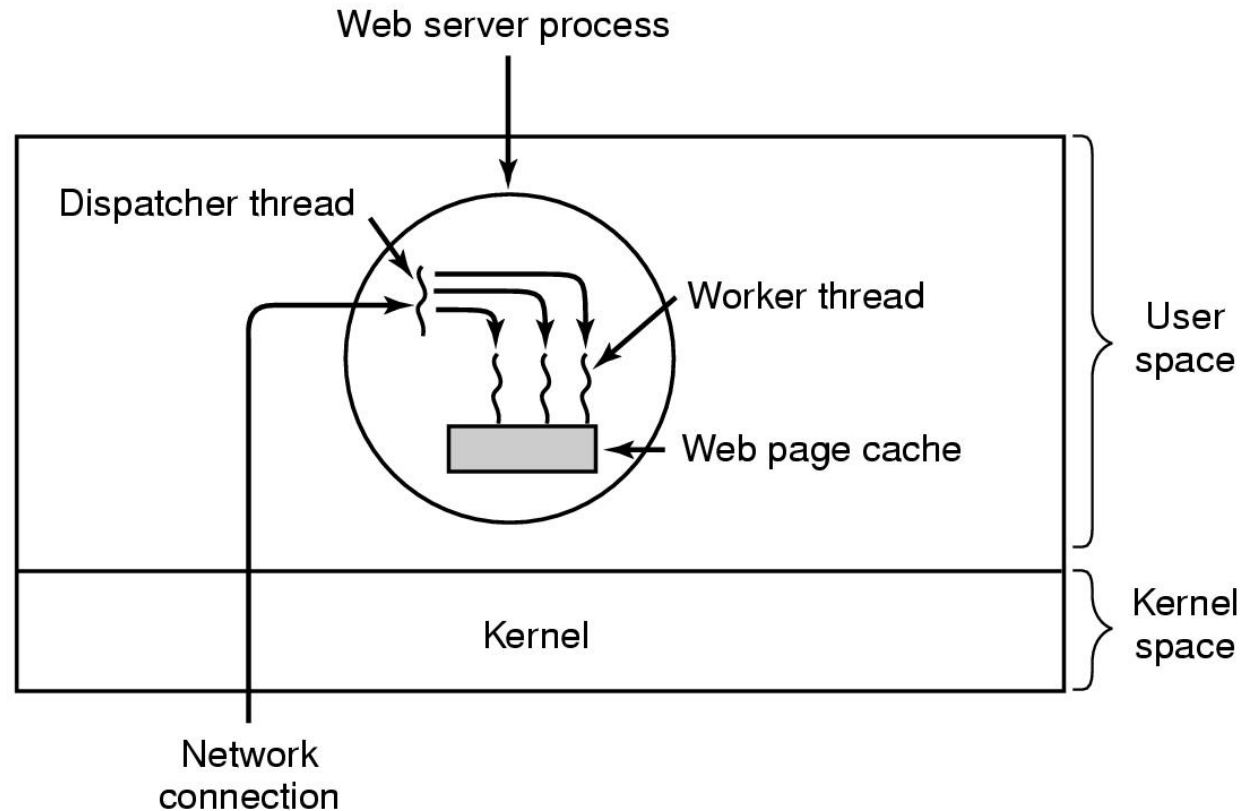 Web server process
Dispatcher thread
Worker thread
Web page cache
User
space
Kernel
Kernel
space
Network
connection